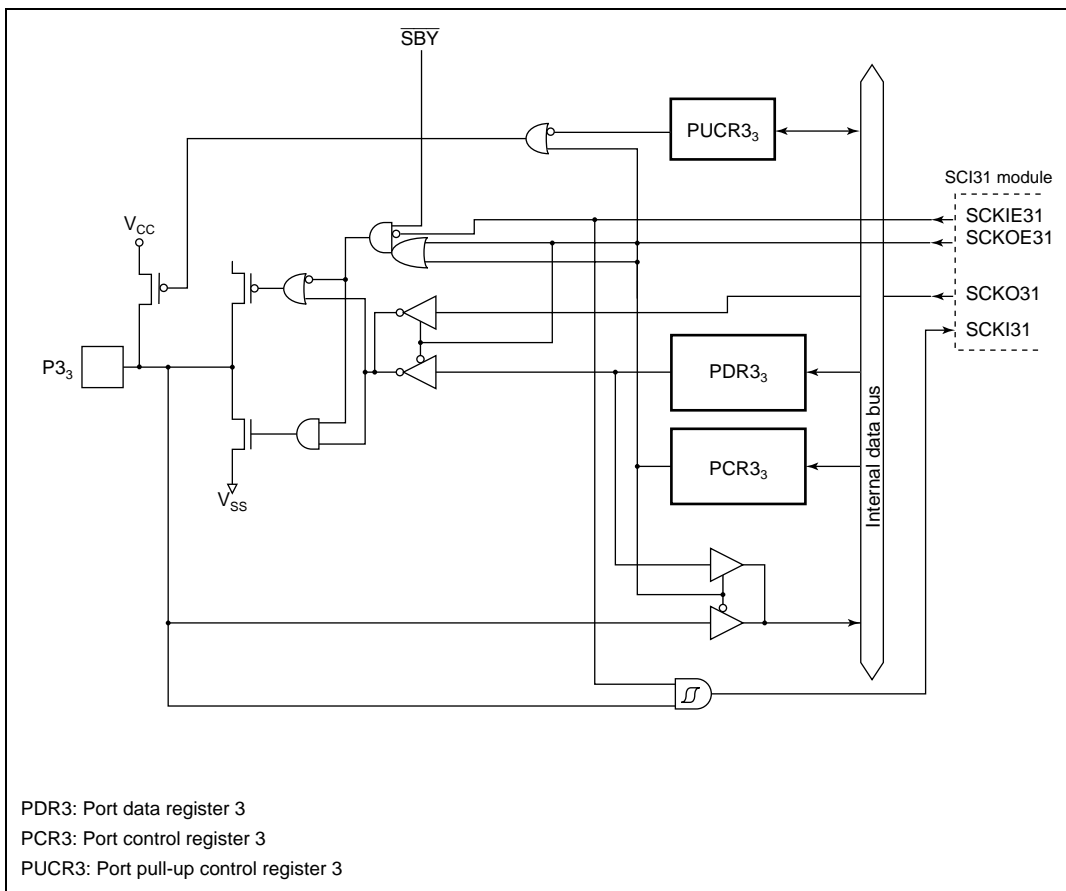 S̅B̅Y̅
PUCR3₃
SCI31 module
SCKIE31
SCKOE31
V_CC
SCKO31
SCKI31
P3₃
PDR3₃
PCR3₃
Internal data bus
V_SS
PDR3: Port data register 3
PCR3: Port control register 3
PUCR3: Port pull-up control register 3